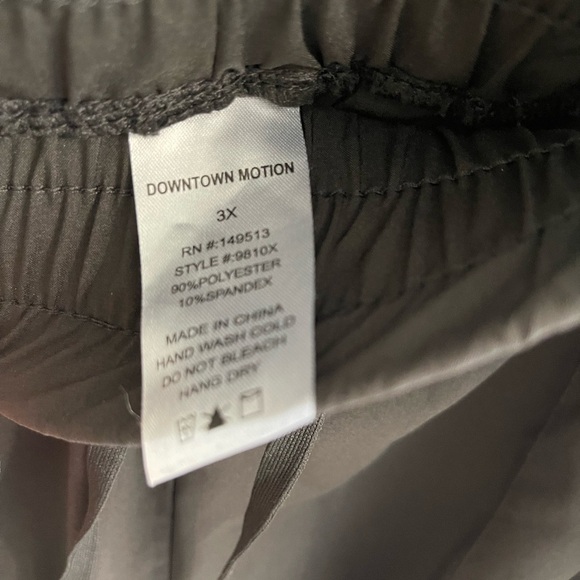 DOWNTOWN MOTION
3X
RN #:149513
STYLE #:9810X
90%POLYESTER
10%SPANDEX
MADE IN CHINA
HAND WASH COLD
DO NOT BLEACH
HANG DRY